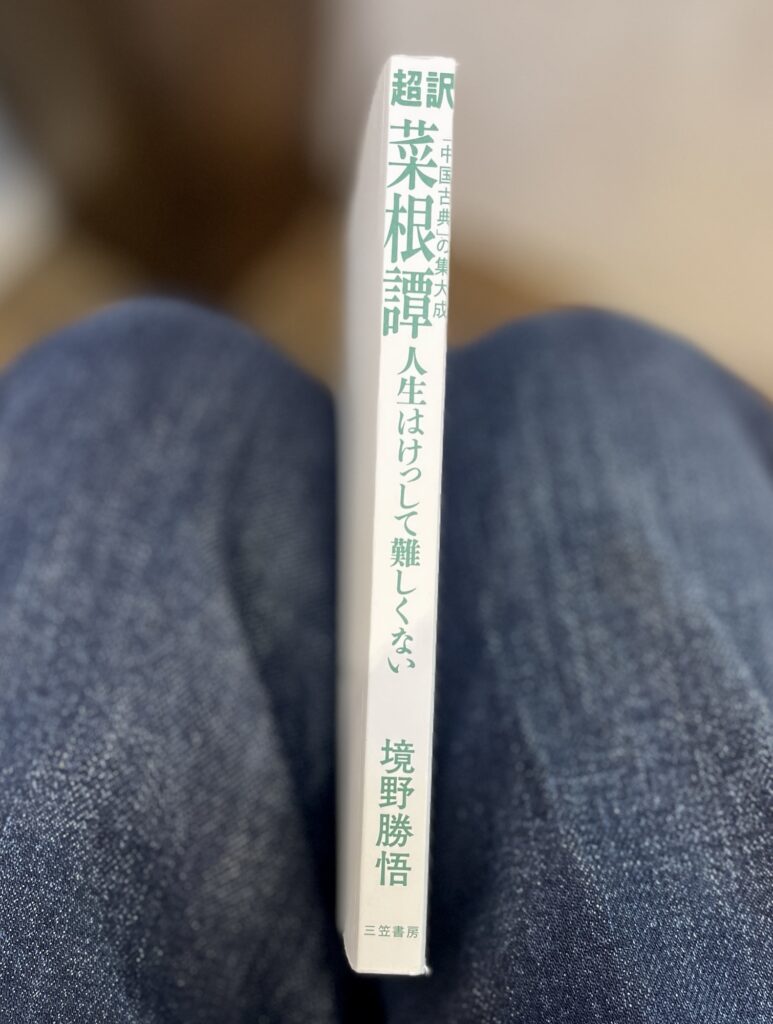 超訳
「中国古典」の集大成
菜根譚
人生はけっして難しくない
境野勝悟
三笠書房